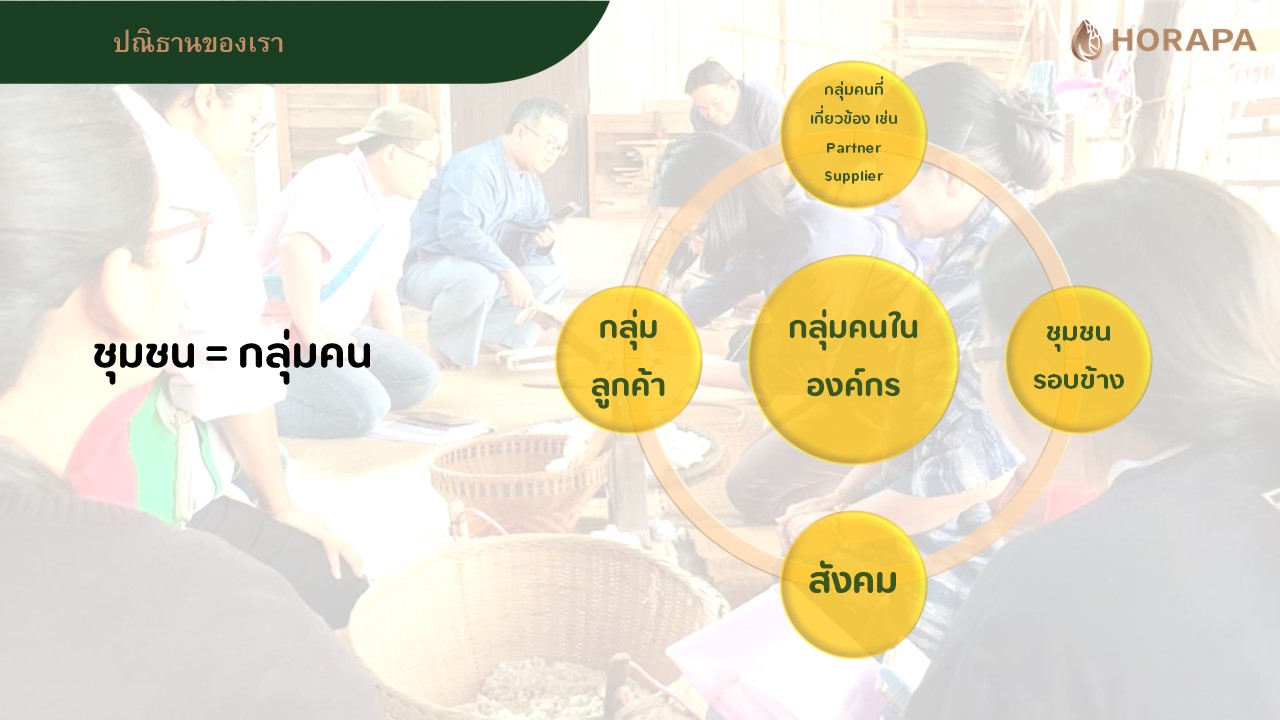 ปณิธานของเรา
HORAPA
ชุมชน = กลุ่มคน
กลุ่มคนที่
เกี่ยวข้อง เช่น
Partner
Supplier
กลุ่ม
ลูกค้า
กลุ่มคนใน
องค์กร
ชุมชน
รอบข้าง
สังคม